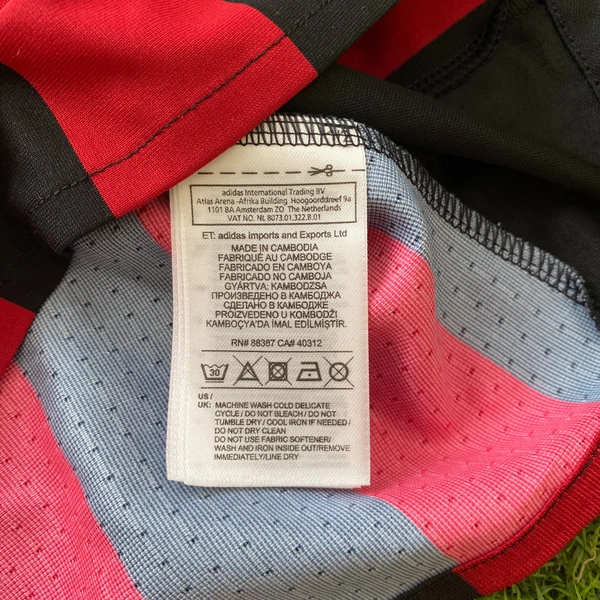 adidas International Trading BV
Atlas Arena -Afrika Building Hoogoorddreef 9a
1101 BA Amsterdam ZO The Netherlands
VAT NO. NL 8073.01.322.B.01
ET: adidas Imports and Exports Ltd
MADE IN CAMBODIA
FABRIQUÉ AU CAMBODGE
FABRICADO EN CAMBOYA
FABRICADO NO CAMBOJA
GYÁRTVA: KAMBODZSA
ПРОИЗВЕДЕНО В КАМБОДЖА
СДЕЛАНО В КАМБОДЖЕ
PROIZVEDENO U KOMBODŽI
KAMBOÇYA'DA İMAL EDİLMİŞTİR.
RN# 88387 CA# 40312
30
US /
UK: MACHINE WASH COLD DELICATE
CYCLE / DO NOT BLEACH / DO NOT
TUMBLE DRY / COOL IRON IF NEEDED /
DO NOT DRY CLEAN
DO NOT USE FABRIC SOFTENER/
WASH AND IRON INSIDE OUT/REMOVE
IMMEDIATELY/LINE DRY